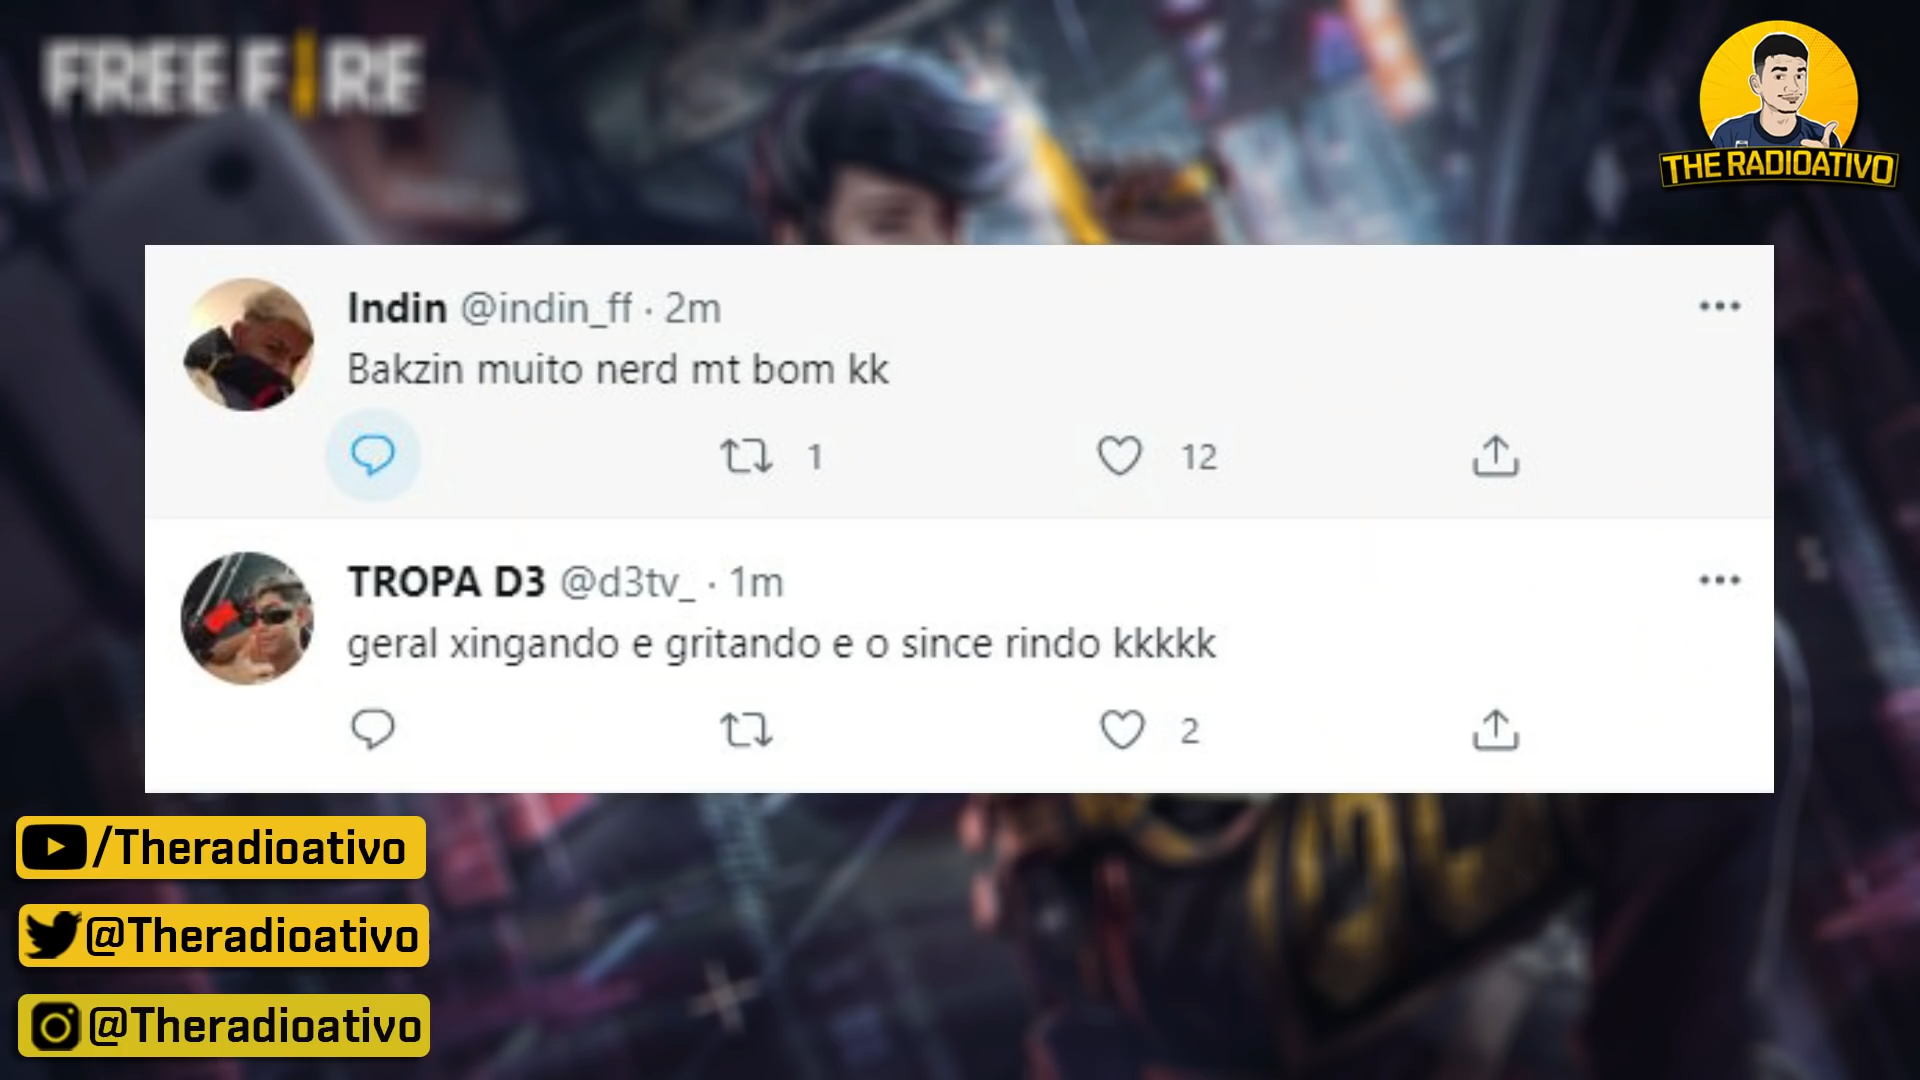 FREE FIRE
THE RADIOATIVO
Indin @indin_ff · 2m
Bakzin muito nerd mt bom kk
1 12
TROPA D3 @d3tv_ · 1m
geral xingando e gritando e o since rindo kkkkk
2
/Theradioativo
@Theradioativo
@Theradioativo